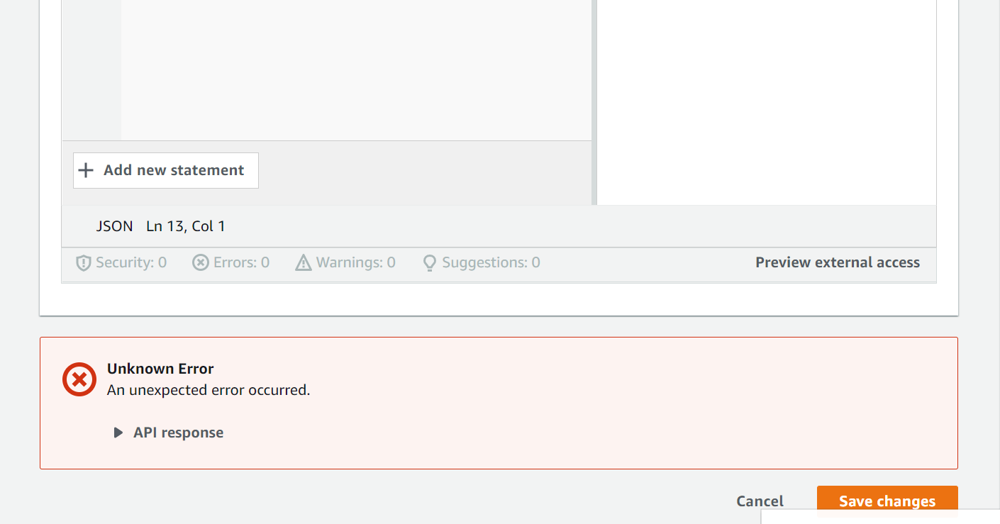 Add new statement
JSON Ln 13, Col 1
Security: 0 Errors: 0 Warnings: 0 Suggestions: 0 Preview external access
Unknown Error
An unexpected error occurred.
API response
Cancel Save changes